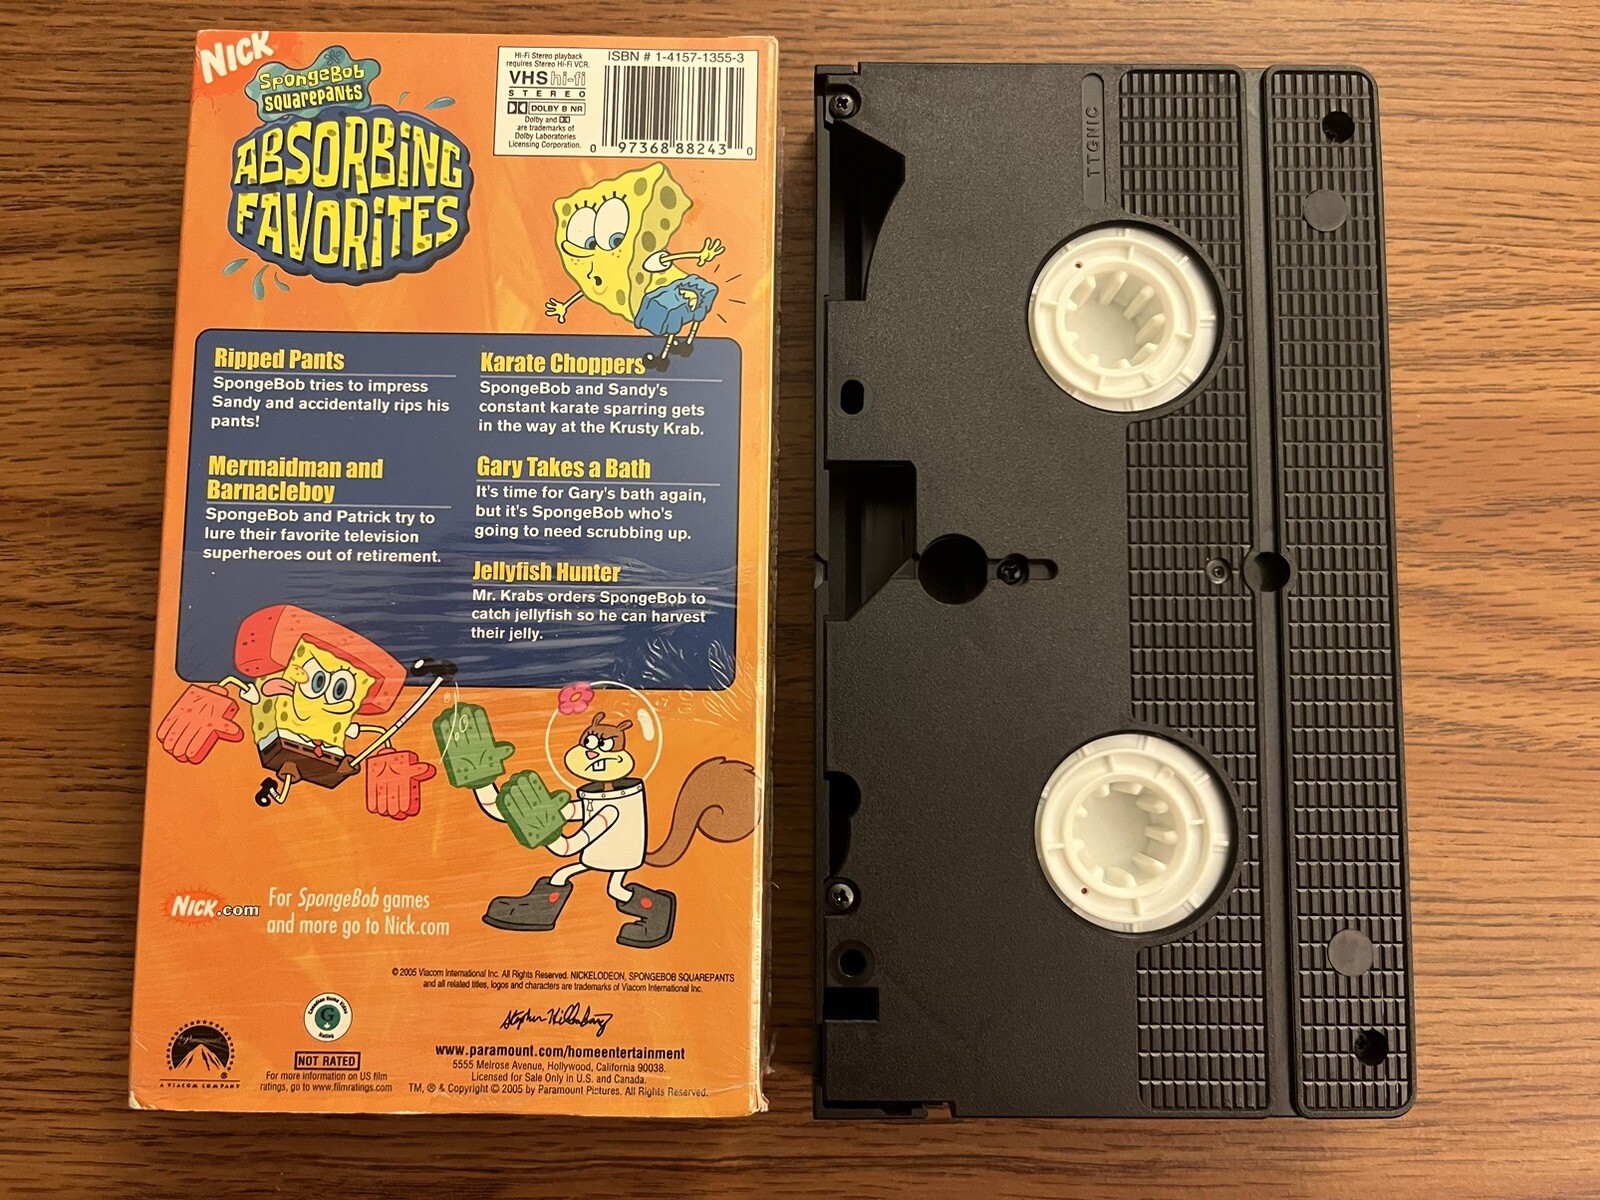 NICK
SpongeBob
SQUAREPANTS
ABSORBING
FAVORITES
Hi-Fi Stereo playback
requires Stereo Hi-Fi VCR.
VHS hi-fi
STEREO
DOLBY B NR
Dolby and
are trademarks of
Dolby Laboratories
Licensing Corporation.
ISBN # 1-4157-1355-3
0 97368 88243 0
Ripped Pants
SpongeBob tries to impress
Sandy and accidentally rips his
pants!
Mermaidman and
Barnacleboy
SpongeBob and Patrick try to
lure their favorite television
superheroes out of retirement.
Karate Choppers
SpongeBob and Sandy's
constant karate sparring gets
in the way at the Krusty Krab.
Gary Takes a Bath
It's time for Gary's bath again,
but it's SpongeBob who's
going to need scrubbing up.
Jellyfish Hunter
Mr. Krabs orders SpongeBob to
catch jellyfish so he can harvest
their jelly.
NICK.com
For SpongeBob games
and more go to Nick.com
© 2005 Viacom International Inc. All Rights Reserved. NICKELODEON, SPONGEBOB SQUAREPANTS
and all related titles, logos and characters are trademarks of Viacom International Inc.
Stephen Hillenburg
Paramount
A VIACOM COMPANY
Canadian Home Video
G
Rating
NOT RATED
For more information on US film
ratings, go to www.filmratings.com
www.paramount.com/homeentertainment
5555 Melrose Avenue, Hollywood, California 90038.
Licensed for Sale Only in U.S. and Canada.
TM, ® & Copyright © 2005 by Paramount Pictures. All Rights Reserved.
TTGNIC